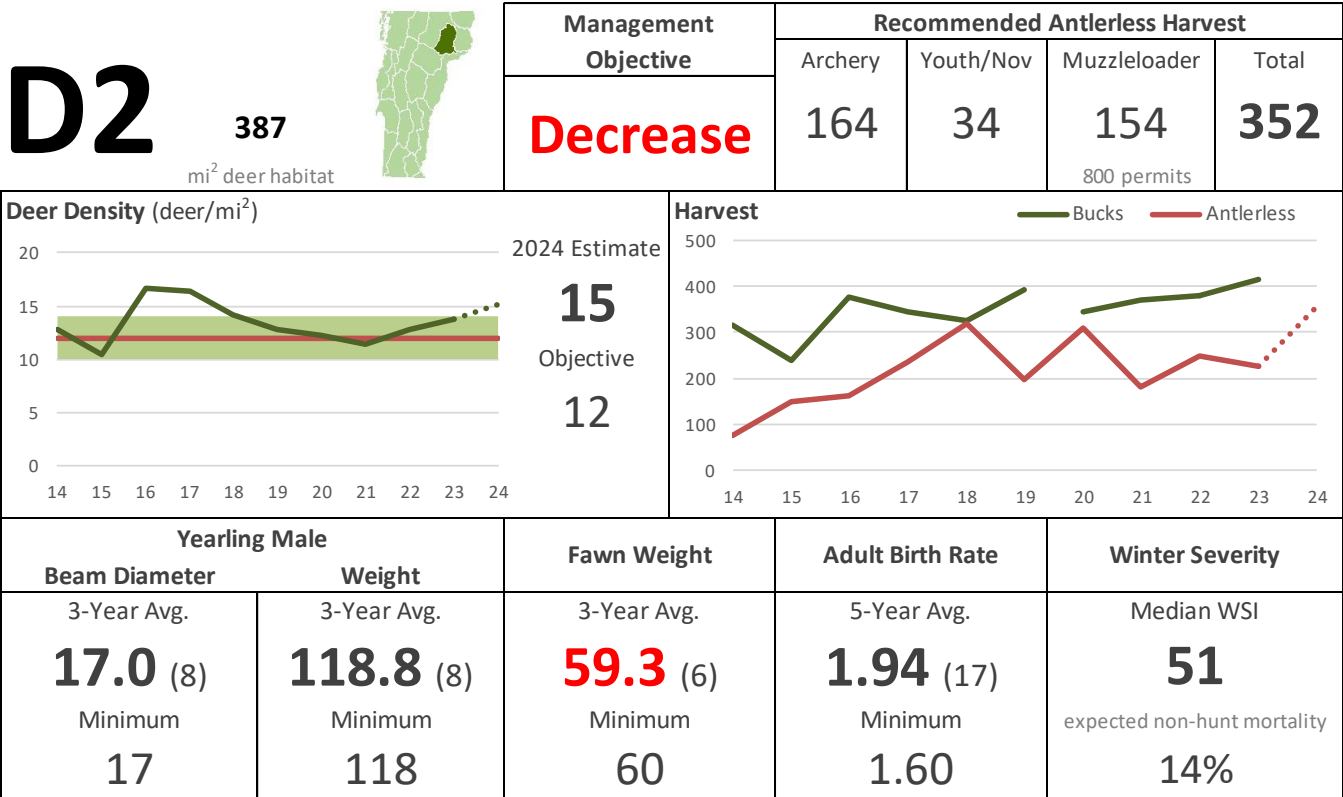 D2
387
mi² deer habitat
Management
Objective
Decrease
Recommended Antlerless Harvest
Archery
Youth/Nov
Muzzleloader
Total
164
34
154
352
800 permits
Deer Density (deer/mi²)
20
15
10
5
0
14 15 16 17 18 19 20 21 22 23 24
2024 Estimate
15
Objective
12
Harvest
Bucks
Antlerless
500
400
300
200
100
0
14 15 16 17 18 19 20 21 22 23 24
Yearling Male
Beam Diameter
Weight
Fawn Weight
Adult Birth Rate
Winter Severity
3-Year Avg.
17.0 (8)
Minimum
17
3-Year Avg.
118.8 (8)
Minimum
118
3-Year Avg.
59.3 (6)
Minimum
60
5-Year Avg.
1.94 (17)
Minimum
1.60
Median WSI
51
expected non-hunt mortality
14%